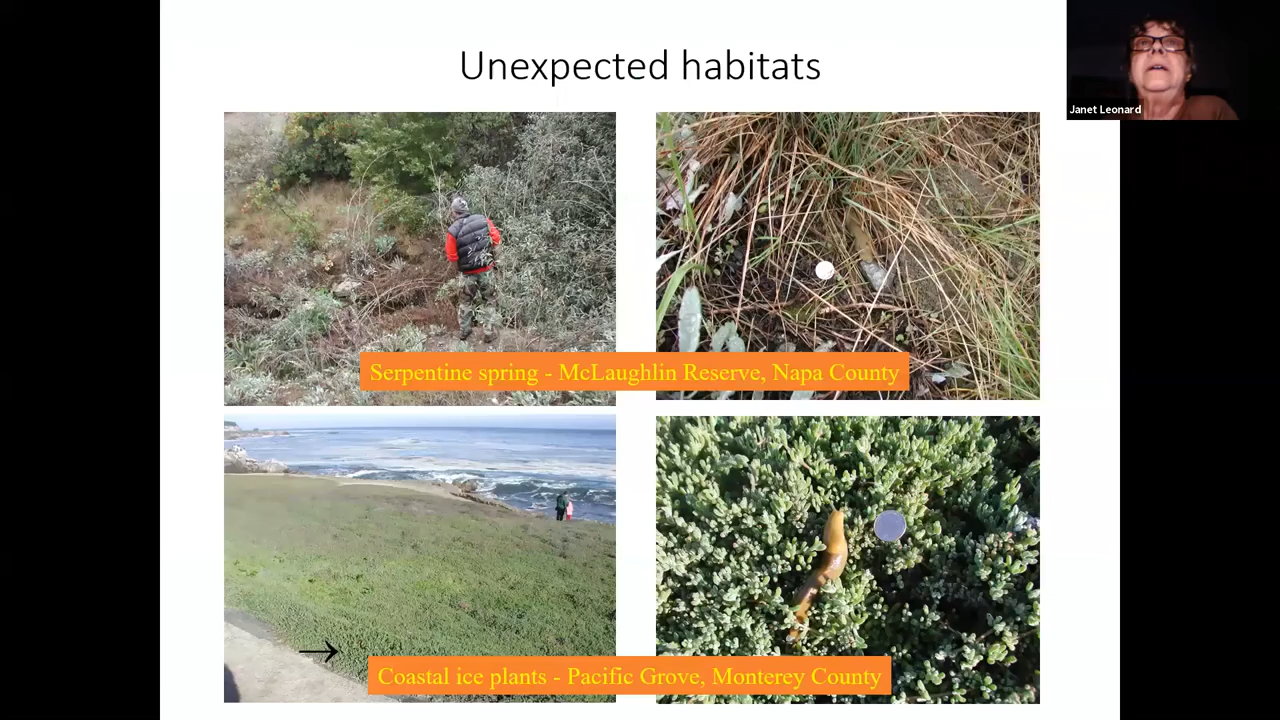 Unexpected habitats
Janet Leonard
Serpentine spring - McLaughlin Reserve, Napa County
Coastal ice plants - Pacific Grove, Monterey County